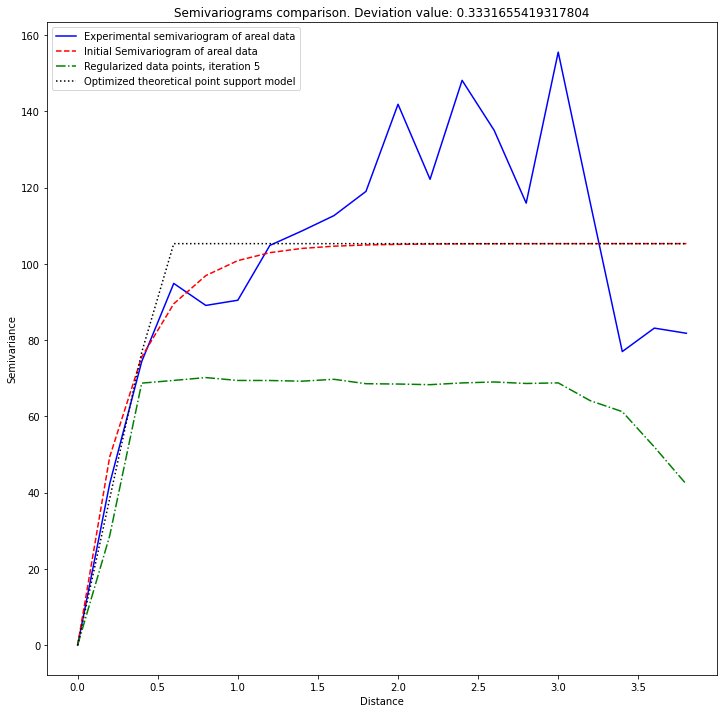 Semivariograms comparison. Deviation value: 0.3331655419317804
Experimental semivariogram of areal data
Initial Semivariogram of areal data
Regularized data points, iteration 5
Optimized theoretical point support model
160
140
120
100
80
60
40
20
0
Semivariance
0.0 0.5 1.0 1.5 2.0 2.5 3.0 3.5
Distance